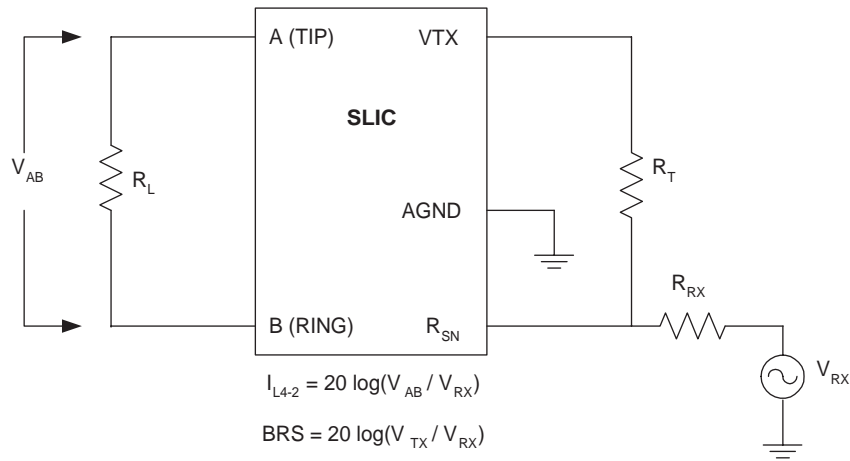 A (TIP)
VTX
SLIC
V_AB
R_L
R_T
AGND
R_RX
B (RING)
R_SN
V_RX
I_L4-2 = 20 log(V_AB / V_RX)
BRS = 20 log(V_TX / V_RX)